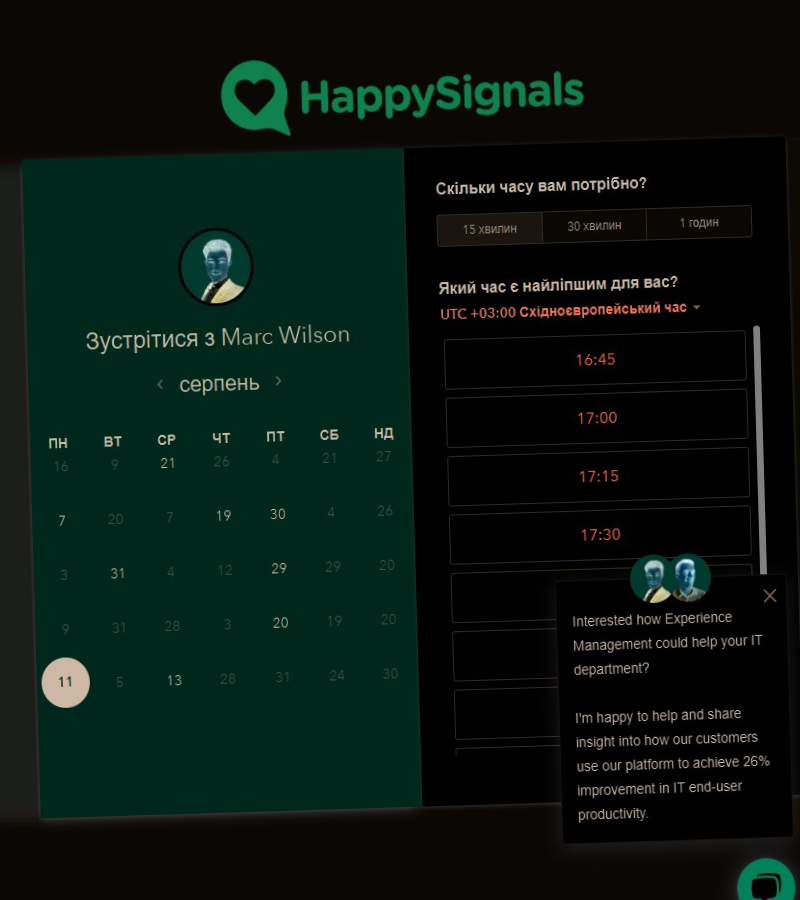 HappySignals
Зустрітися з Marc Wilson
серпень
ПН ВТ СР ЧТ ПТ СБ НД
16 9 21 26 4 21 27
7 20 7 19 30 4 26
3 31 4 12 29 29 20
9 31 28 3 20 19 20
11 5 13 28 31 24 30
Скільки часу вам потрібно?
15 хвилин 30 хвилин 1 годин
Який час є найліпшим для вас?
UTC +03:00 Східноєвропейський час
16:45
17:00
17:15
17:30
Interested how Experience
Management could help your IT
department?
I'm happy to help and share
insight into how our customers
use our platform to achieve 26%
improvement in IT end-user
productivity.